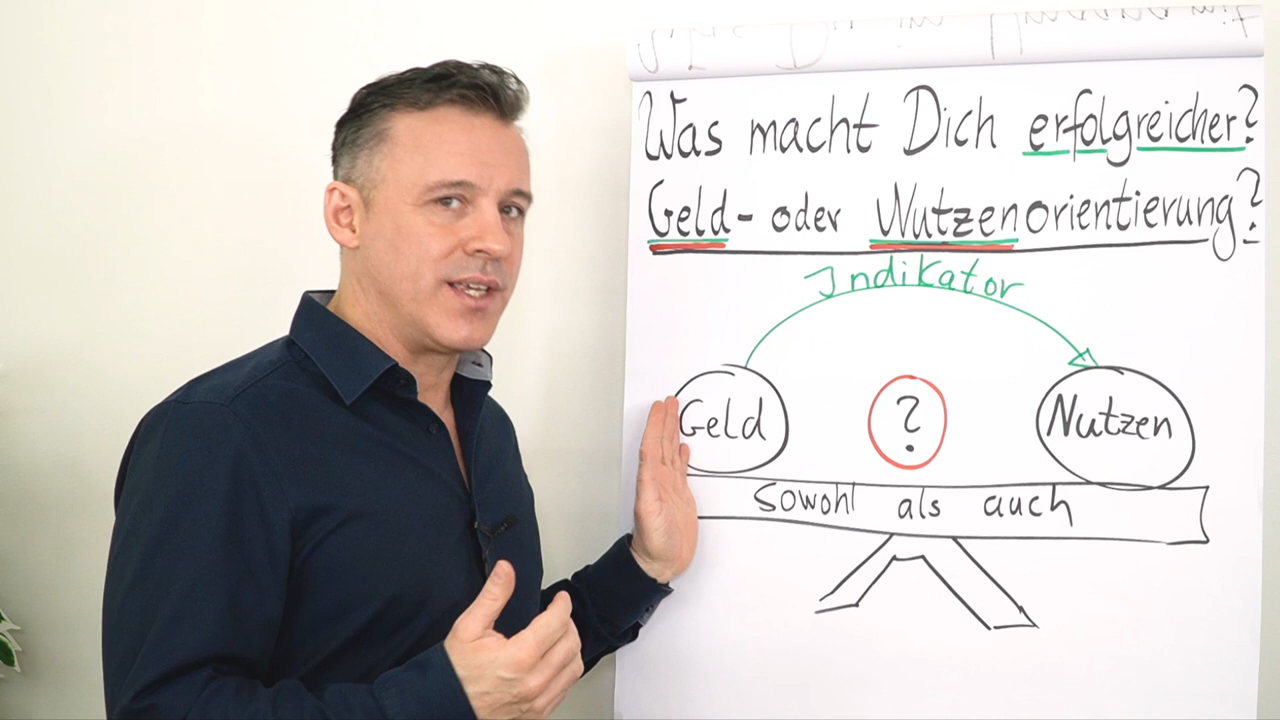 Was macht Dich erfolgreicher?
Geld- oder Nutzenorientierung?
Indikator
Geld
?
Nutzen
Sowohl als auch